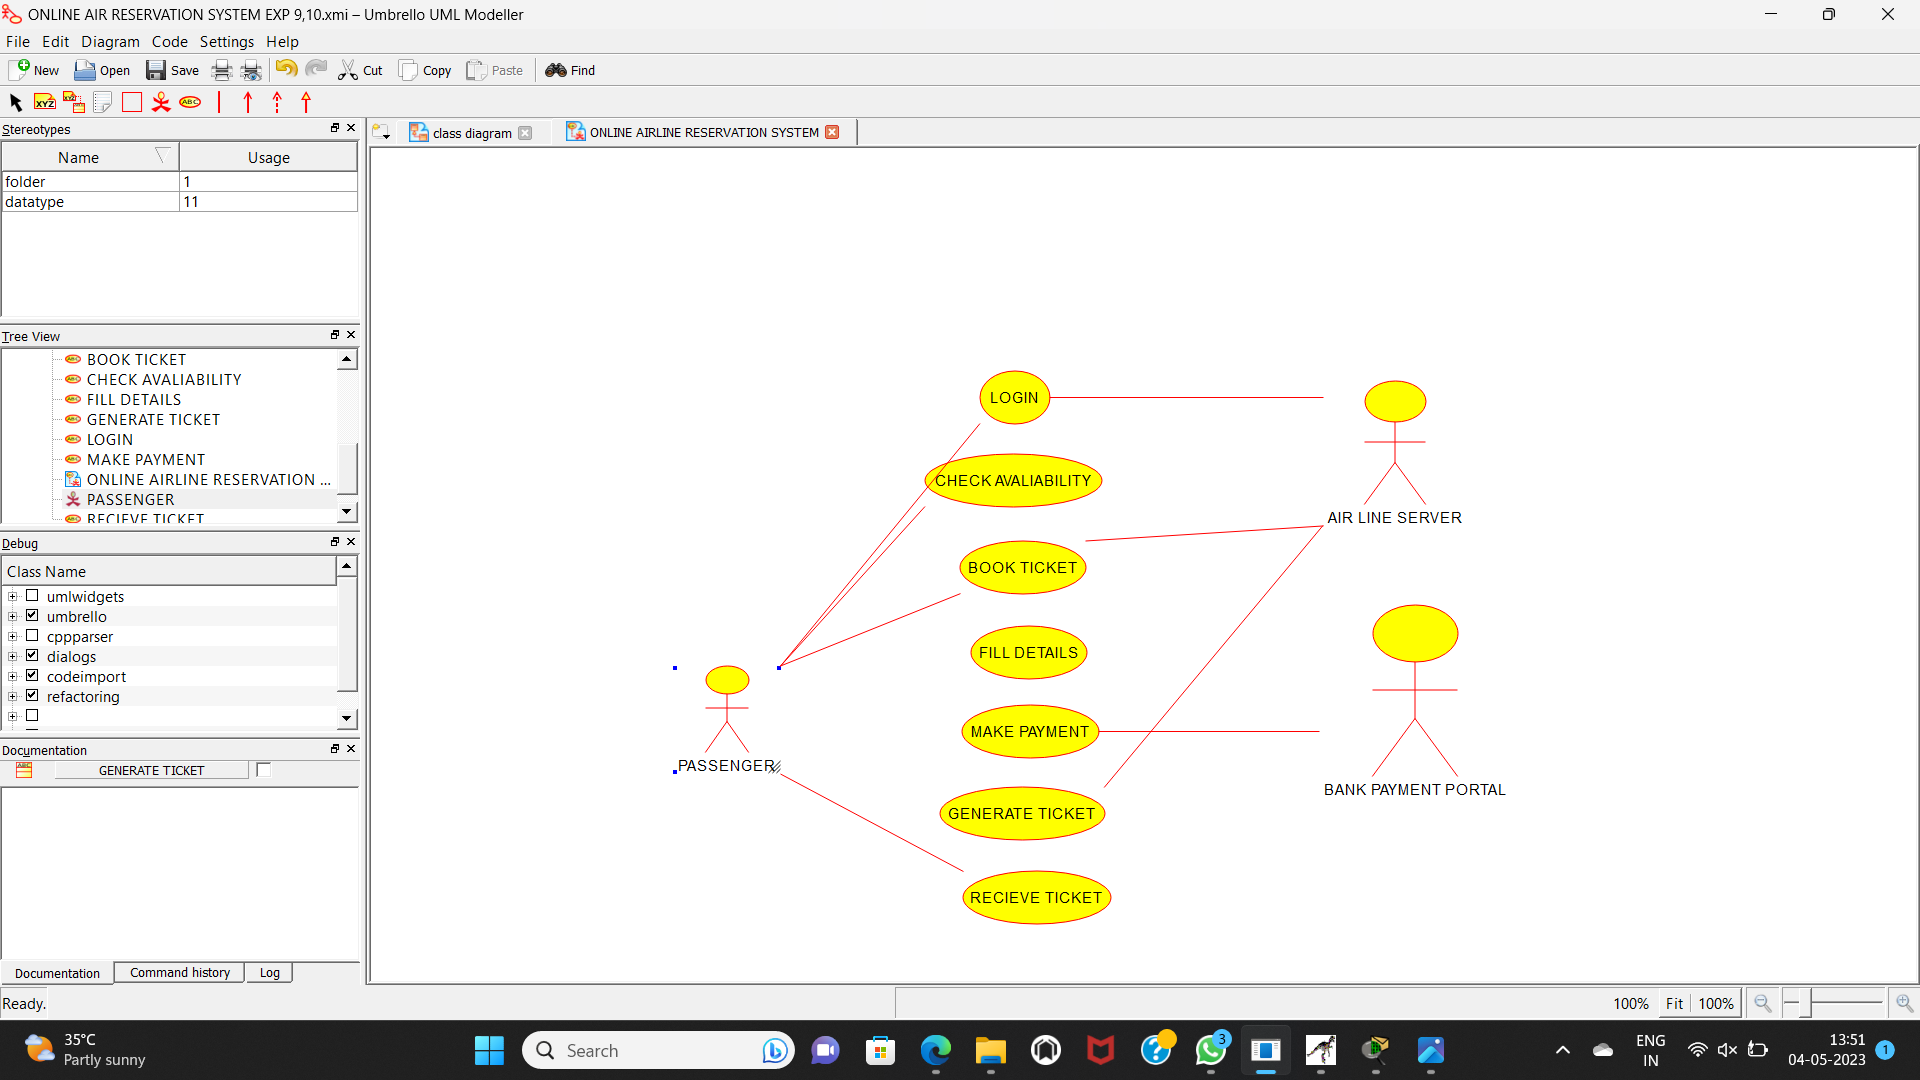 ONLINE AIR RESERVATION SYSTEM EXP 9,10.xmi – Umbrello UML Modeller
File Edit Diagram Code Settings Help
New Open Save Cut Copy Paste Find
XYZ XYZ ABC
Stereotypes
Name Usage
folder 1
datatype 11
Tree View
BOOK TICKET
CHECK AVALIABILITY
FILL DETAILS
GENERATE TICKET
LOGIN
MAKE PAYMENT
ONLINE AIRLINE RESERVATION ...
PASSENGER
RECIEVE TICKET
Debug
Class Name
umlwidgets
umbrello
cppparser
dialogs
codeimport
refactoring
Documentation
GENERATE TICKET
Documentation Command history Log
Ready.
class diagram ONLINE AIRLINE RESERVATION SYSTEM
LOGIN
CHECK AVALIABILITY
AIR LINE SERVER
BOOK TICKET
FILL DETAILS
MAKE PAYMENT
PASSENGER
BANK PAYMENT PORTAL
GENERATE TICKET
RECIEVE TICKET
100% Fit 100%
35°C
Partly sunny
Search
3
ENG
IN
13:51
04-05-2023
1